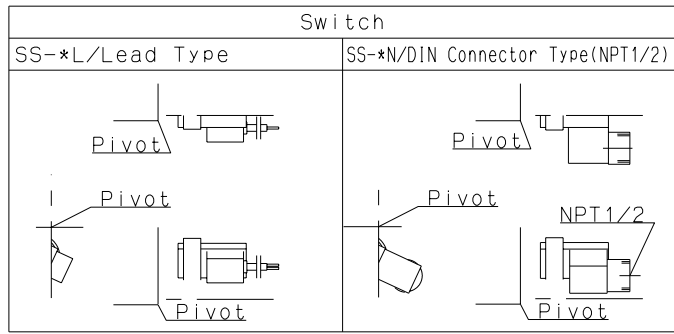 Switch
SS-*L/Lead Type
SS-*N/DIN Connector Type(NPT1/2)
Pivot
Pivot
Pivot
Pivot
NPT1/2
Pivot
Pivot